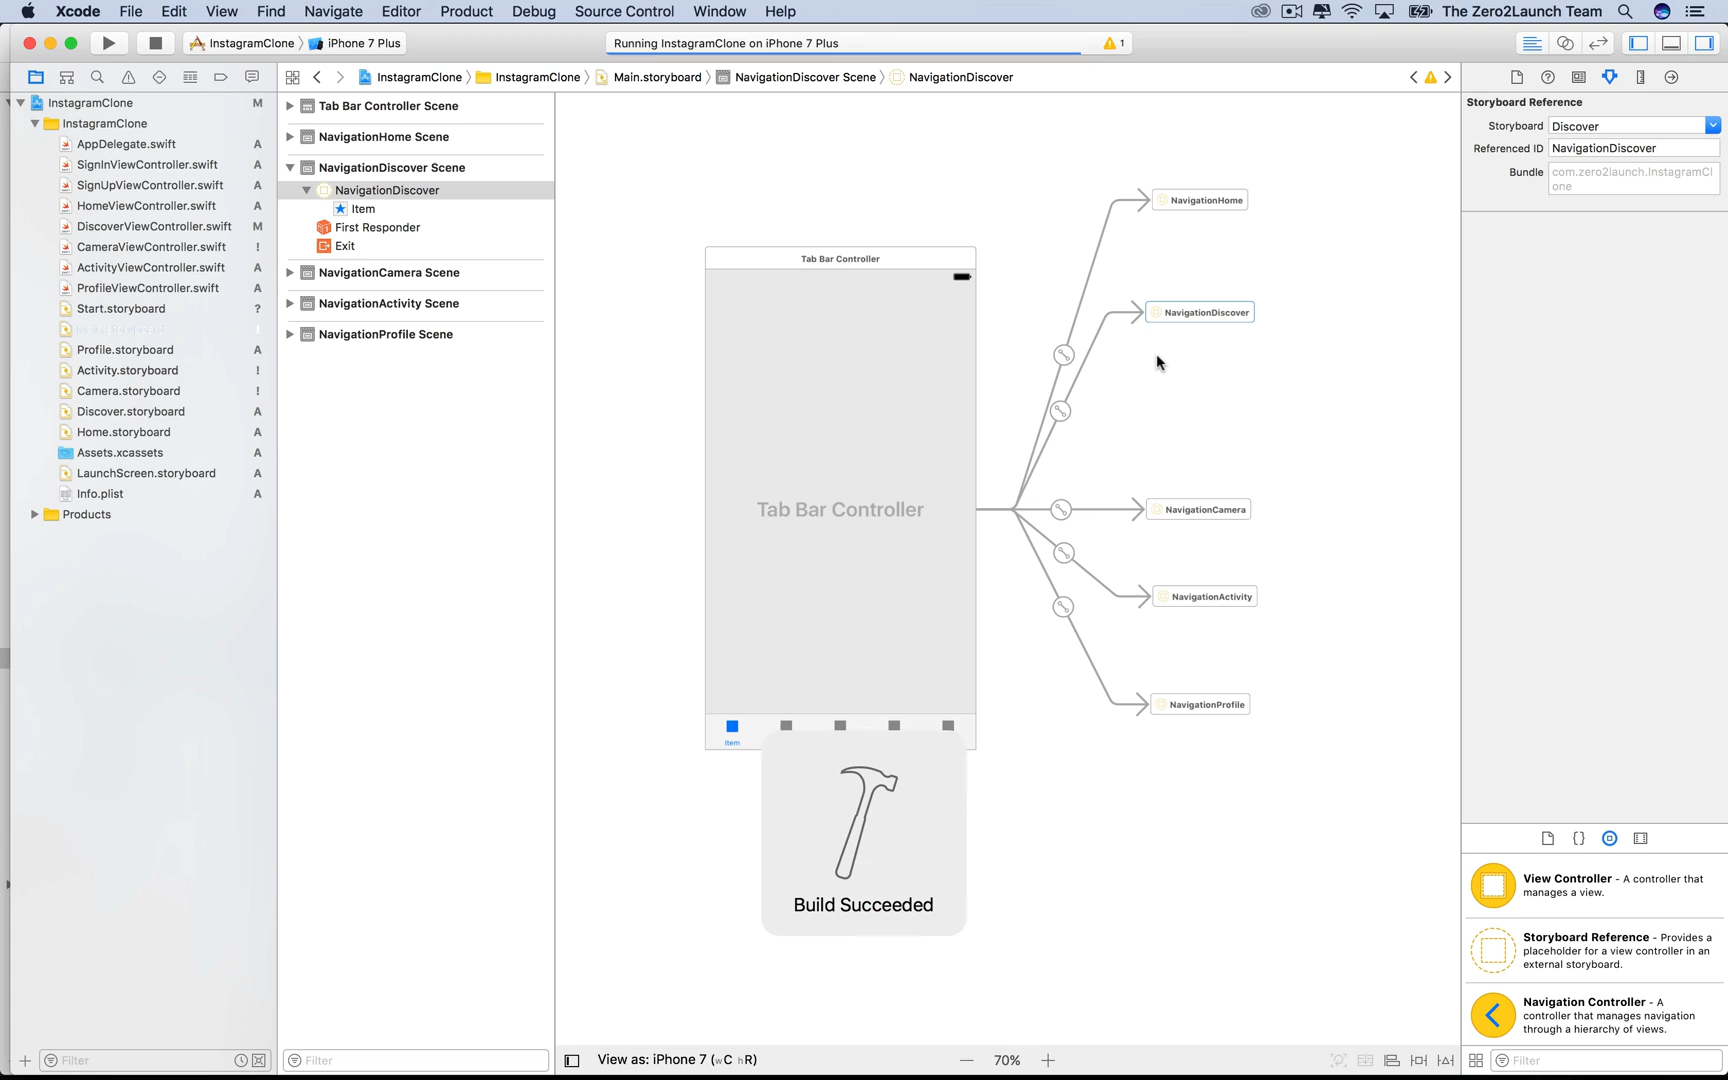 Xcode File Edit View Find Navigate Editor Product Debug Source Control Window Help The Zero2Launch Team
InstagramClone iPhone 7 Plus
Running InstagramClone on iPhone 7 Plus
1
InstagramClone InstagramClone Main.storyboard NavigationDiscover Scene NavigationDiscover
InstagramClone M
InstagramClone
AppDelegate.swift A
SignInViewController.swift A
SignUpViewController.swift A
HomeViewController.swift A
DiscoverViewController.swift M
CameraViewController.swift !
ActivityViewController.swift A
ProfileViewController.swift A
Start.storyboard ?
Profile.storyboard A
Activity.storyboard !
Camera.storyboard !
Discover.storyboard A
Home.storyboard A
Assets.xcassets A
LaunchScreen.storyboard A
Info.plist A
Products
Filter
Tab Bar Controller Scene
NavigationHome Scene
NavigationDiscover Scene
NavigationDiscover
Item
First Responder
Exit
NavigationCamera Scene
NavigationActivity Scene
NavigationProfile Scene
Filter
Tab Bar Controller
Tab Bar Controller
Item
NavigationHome
NavigationDiscover
NavigationCamera
NavigationActivity
NavigationProfile
Build Succeeded
View as: iPhone 7 (wC hR)
70%
Storyboard Reference
Storyboard Discover
Referenced ID NavigationDiscover
Bundle com.zero2launch.InstagramCl
one
View Controller - A controller that
manages a view.
Storyboard Reference - Provides a
placeholder for a view controller in an
external storyboard.
Navigation Controller - A
controller that manages navigation
through a hierarchy of views.
Filter